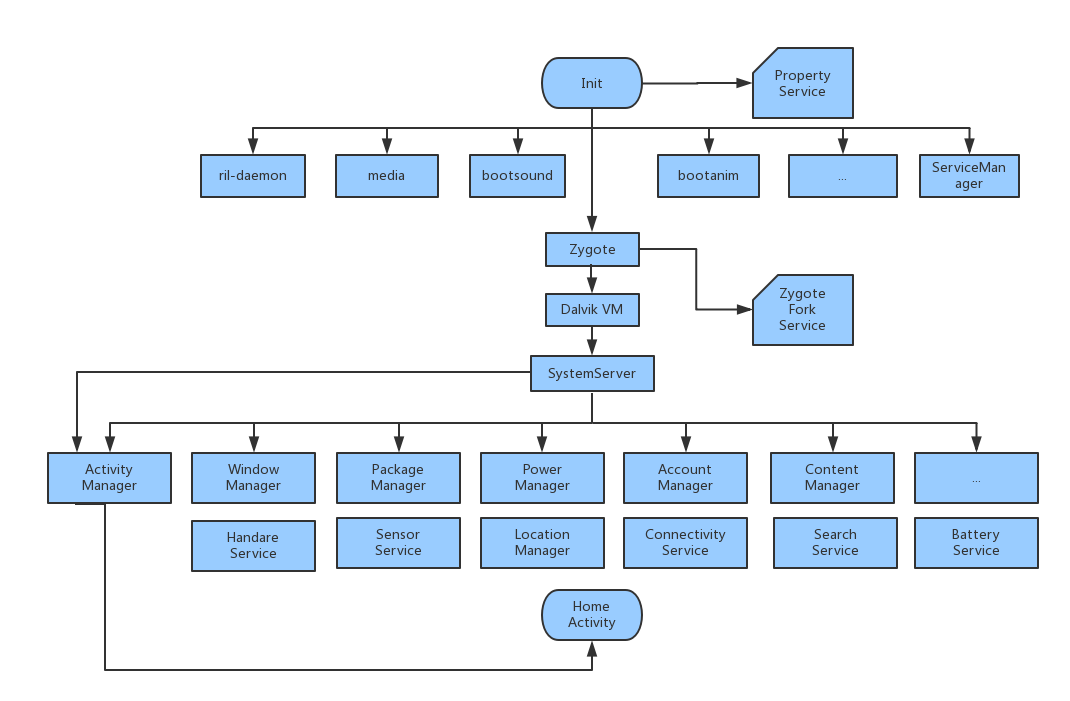 Init
Property
Service
ril-daemon
media
bootsound
bootanim
...
ServiceMan
ager
Zygote
Dalvik VM
Zygote
Fork
Service
SystemServer
Activity
Manager
Window
Manager
Package
Manager
Power
Manager
Account
Manager
Content
Manager
...
Handare
Service
Sensor
Service
Location
Manager
Connectivity
Service
Search
Service
Battery
Service
Home
Activity